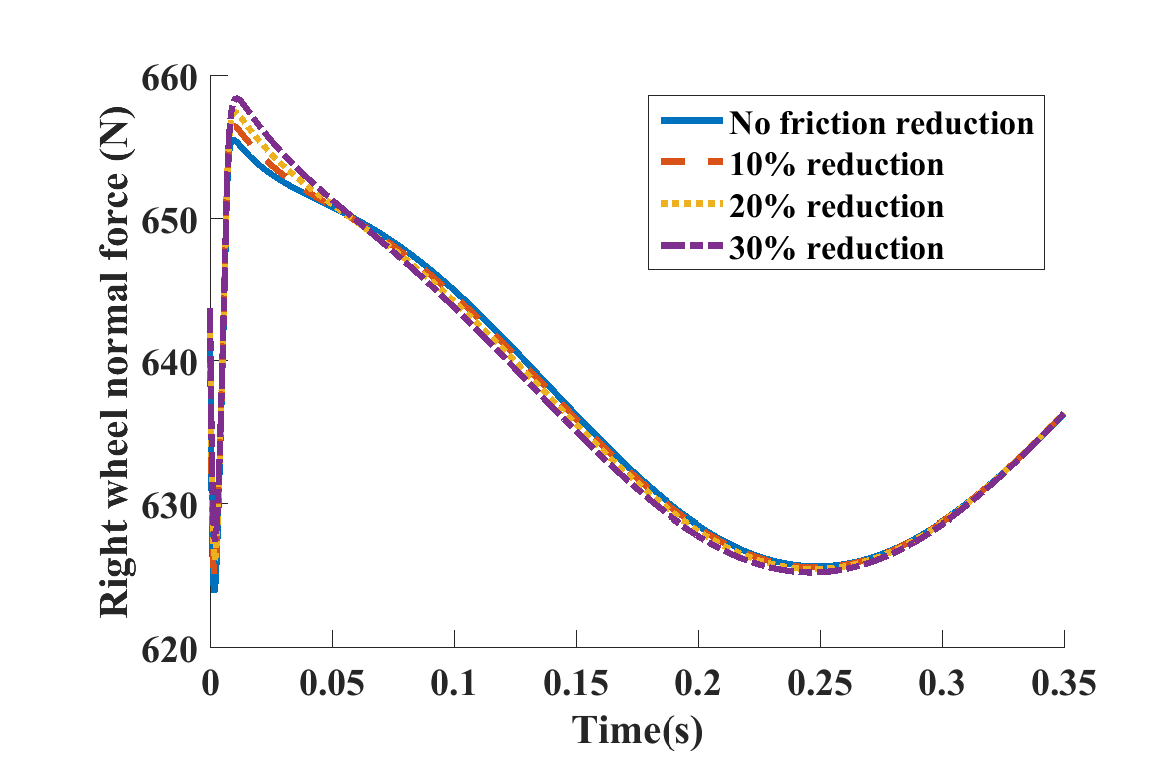 660
650
640
630
620
Right wheel normal force (N)
No friction reduction
10% reduction
20% reduction
30% reduction
0 0.05 0.1 0.15 0.2 0.25 0.3 0.35
Time(s)